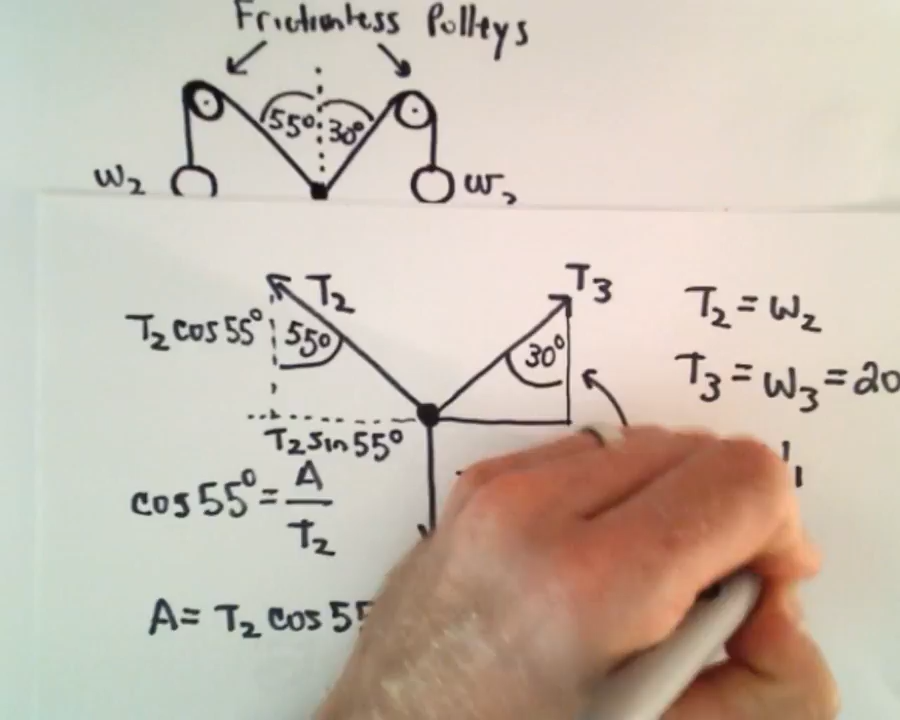 Frictionless Pulleys
55° 30°
W₂ W₃
T₂ T₃
T₂ cos 55° 55° 30° T₂ = W₂
T₃ = W₃ = 20
T₂ sin 55°
cos 55° = A / T₂
A = T₂ cos 55